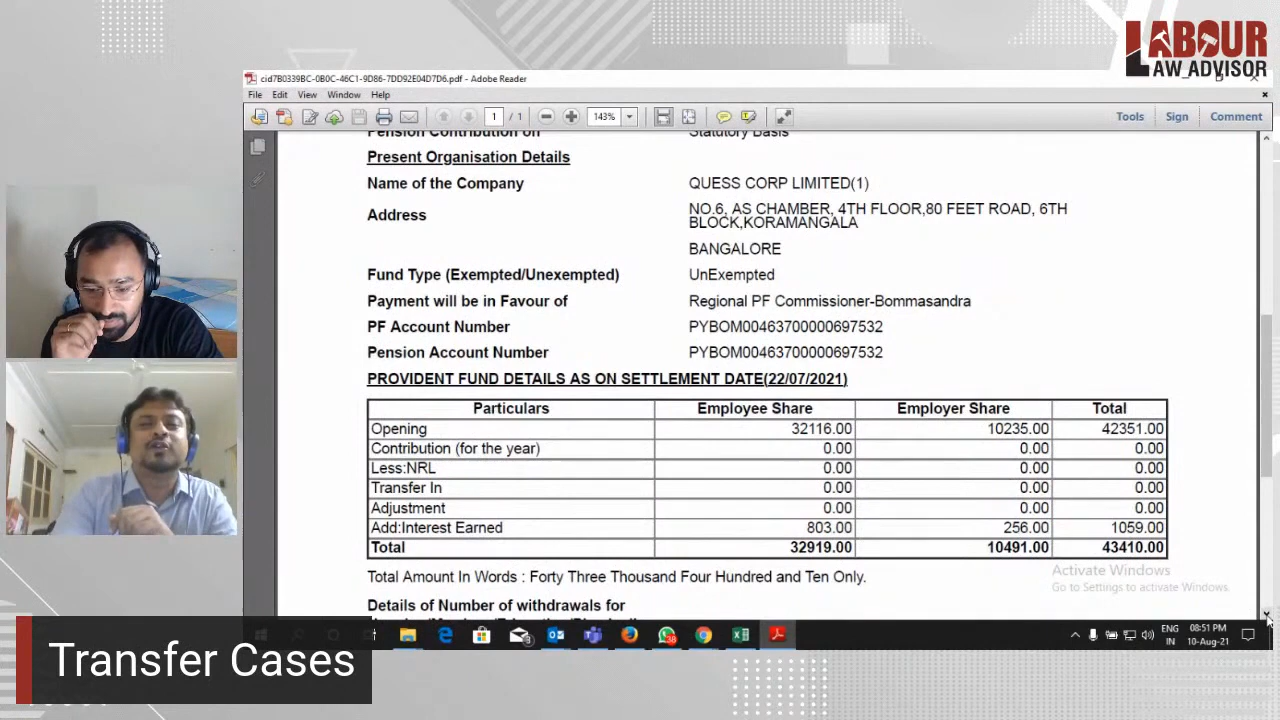 LABOUR
LAW_ADVISOR
cid7B0339BC-0B0C-46C1-9D86-7DD92E04D7D6.pdf - Adobe Reader
File Edit View Window Help
1 / 1 143% Tools Sign Comment
Pension Contribution on Statutory Basis
Present Organisation Details
Name of the Company QUESS CORP LIMITED(1)
Address NO.6, AS CHAMBER, 4TH FLOOR,80 FEET ROAD, 6TH
BLOCK,KORAMANGALA
BANGALORE
Fund Type (Exempted/Unexempted) UnExempted
Payment will be in Favour of Regional PF Commissioner-Bommasandra
PF Account Number PYBOM00463700000697532
Pension Account Number PYBOM00463700000697532
PROVIDENT FUND DETAILS AS ON SETTLEMENT DATE(22/07/2021)
Particulars Employee Share Employer Share Total
Opening 32116.00 10235.00 42351.00
Contribution (for the year) 0.00 0.00 0.00
Less:NRL 0.00 0.00 0.00
Transfer In 0.00 0.00 0.00
Adjustment 0.00 0.00 0.00
Add:Interest Earned 803.00 256.00 1059.00
Total 32919.00 10491.00 43410.00
Total Amount In Words : Forty Three Thousand Four Hundred and Ten Only.
Activate Windows
Go to Settings to activate Windows.
Details of Number of withdrawals for
ENG
IN
08:51 PM
10-Aug-21
Transfer Cases